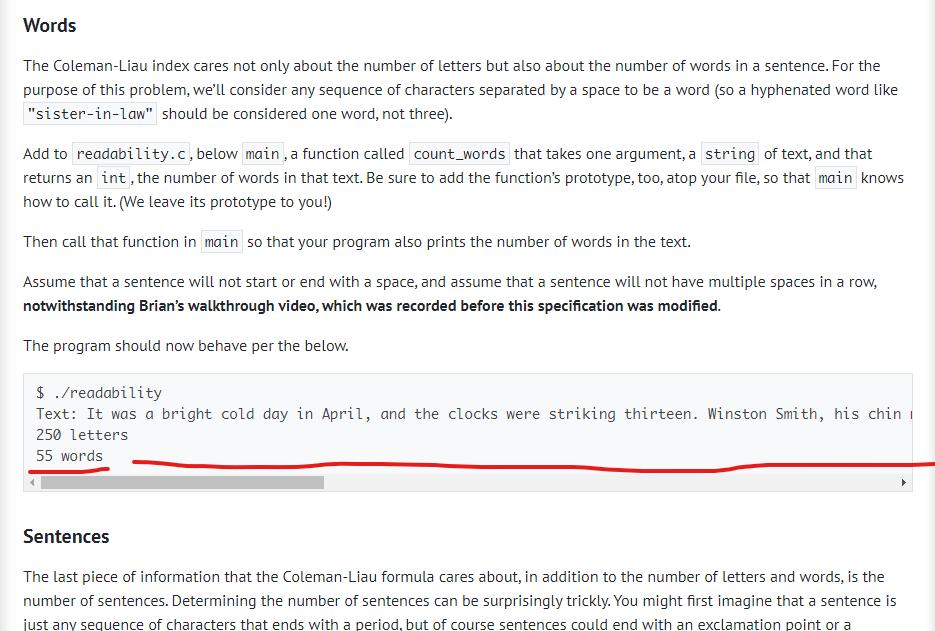 Words
The Coleman-Liau index cares not only about the number of letters but also about the number of words in a sentence. For the
purpose of this problem, we’ll consider any sequence of characters separated by a space to be a word (so a hyphenated word like
"sister-in-law" should be considered one word, not three).
Add to readability.c, below main, a function called count_words that takes one argument, a string of text, and that
returns an int, the number of words in that text. Be sure to add the function’s prototype, too, atop your file, so that main knows
how to call it. (We leave its prototype to you!)
Then call that function in main so that your program also prints the number of words in the text.
Assume that a sentence will not start or end with a space, and assume that a sentence will not have multiple spaces in a row,
notwithstanding Brian’s walkthrough video, which was recorded before this specification was modified.
The program should now behave per the below.
$ ./readability
Text: It was a bright cold day in April, and the clocks were striking thirteen. Winston Smith, his chin
250 letters
55 words
Sentences
The last piece of information that the Coleman-Liau formula cares about, in addition to the number of letters and words, is the
number of sentences. Determining the number of sentences can be surprisingly trickly. You might first imagine that a sentence is
just any sequence of characters that ends with a period, but of course sentences could end with an exclamation point or a